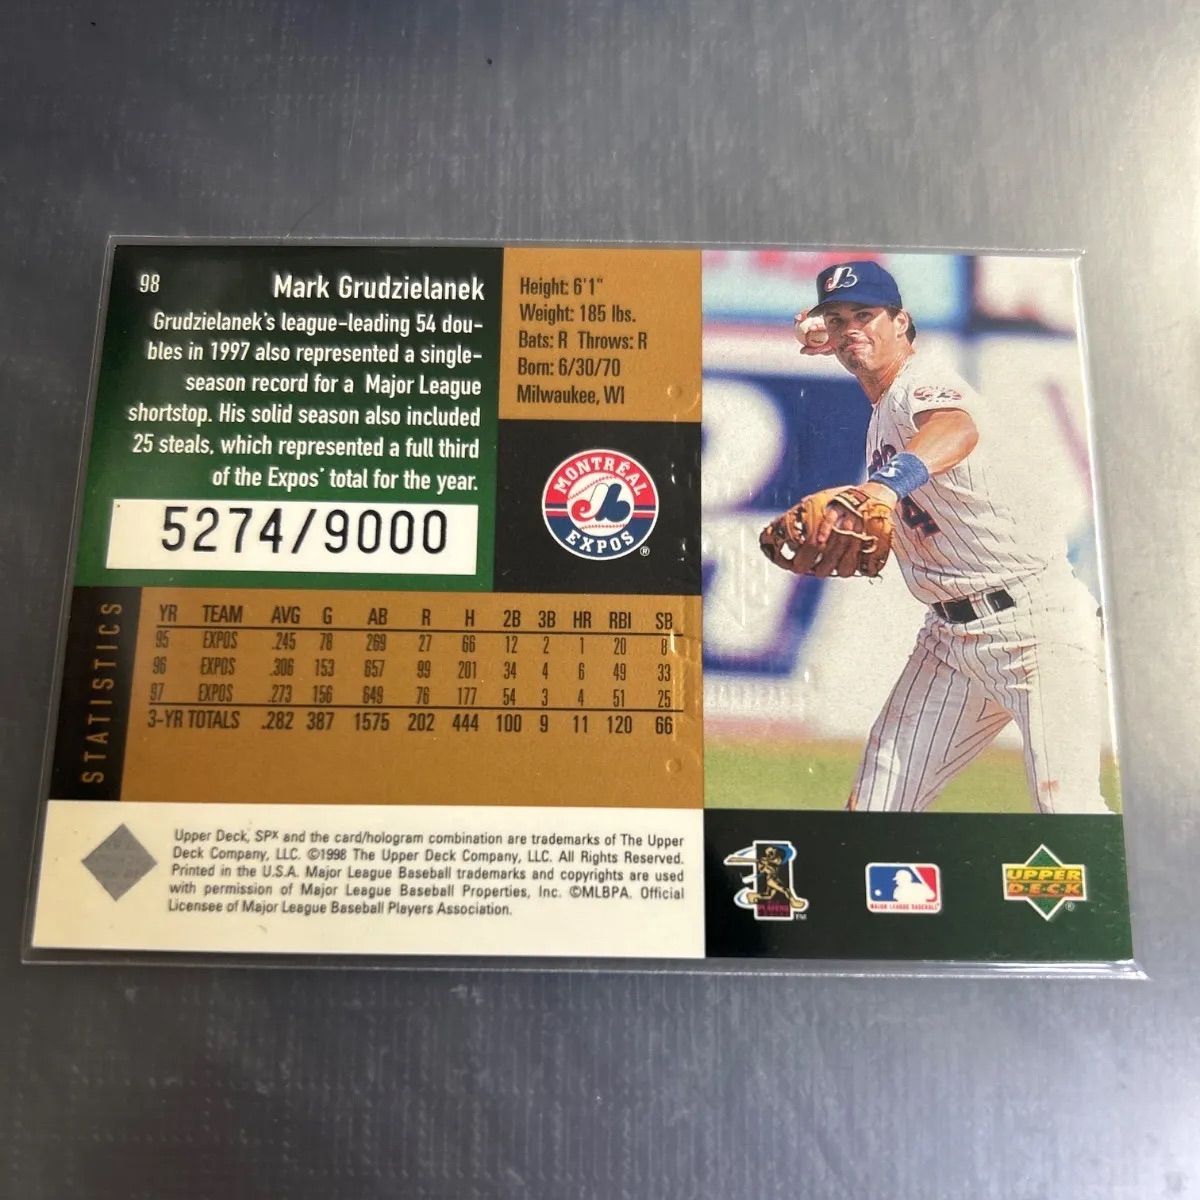 98
Mark Grudzielanek
Grudzielanek's league-leading 54 dou-
bles in 1997 also represented a single-
season record for a Major League
shortstop. His solid season also included
25 steals, which represented a full third
of the Expos' total for the year.
5274/9000
Height: 6'1"
Weight: 185 lbs.
Bats: R Throws: R
Born: 6/30/70
Milwaukee, WI
MONTRÉAL
EXPOS
®
4
STATISTICS
YR TEAM AVG G AB R H 2B 3B HR RBI SB
95 EXPOS .245 78 269 27 66 12 2 1 20 8
96 EXPOS .306 153 657 99 201 34 4 6 49 33
97 EXPOS .273 156 649 76 177 54 3 4 51 25
3-YR TOTALS .282 387 1575 202 444 100 9 11 120 66
Upper Deck, SPx and the card/hologram combination are trademarks of The Upper
Deck Company, LLC. ©1998 The Upper Deck Company, LLC. All Rights Reserved.
Printed in the U.S.A. Major League Baseball trademarks and copyrights are used
with permission of Major League Baseball Properties, Inc. ©MLBPA. Official
Licensee of Major League Baseball Players Association.
PLAYERS
TM
MAJOR LEAGUE BASEBALL
UPPER
DECK
®